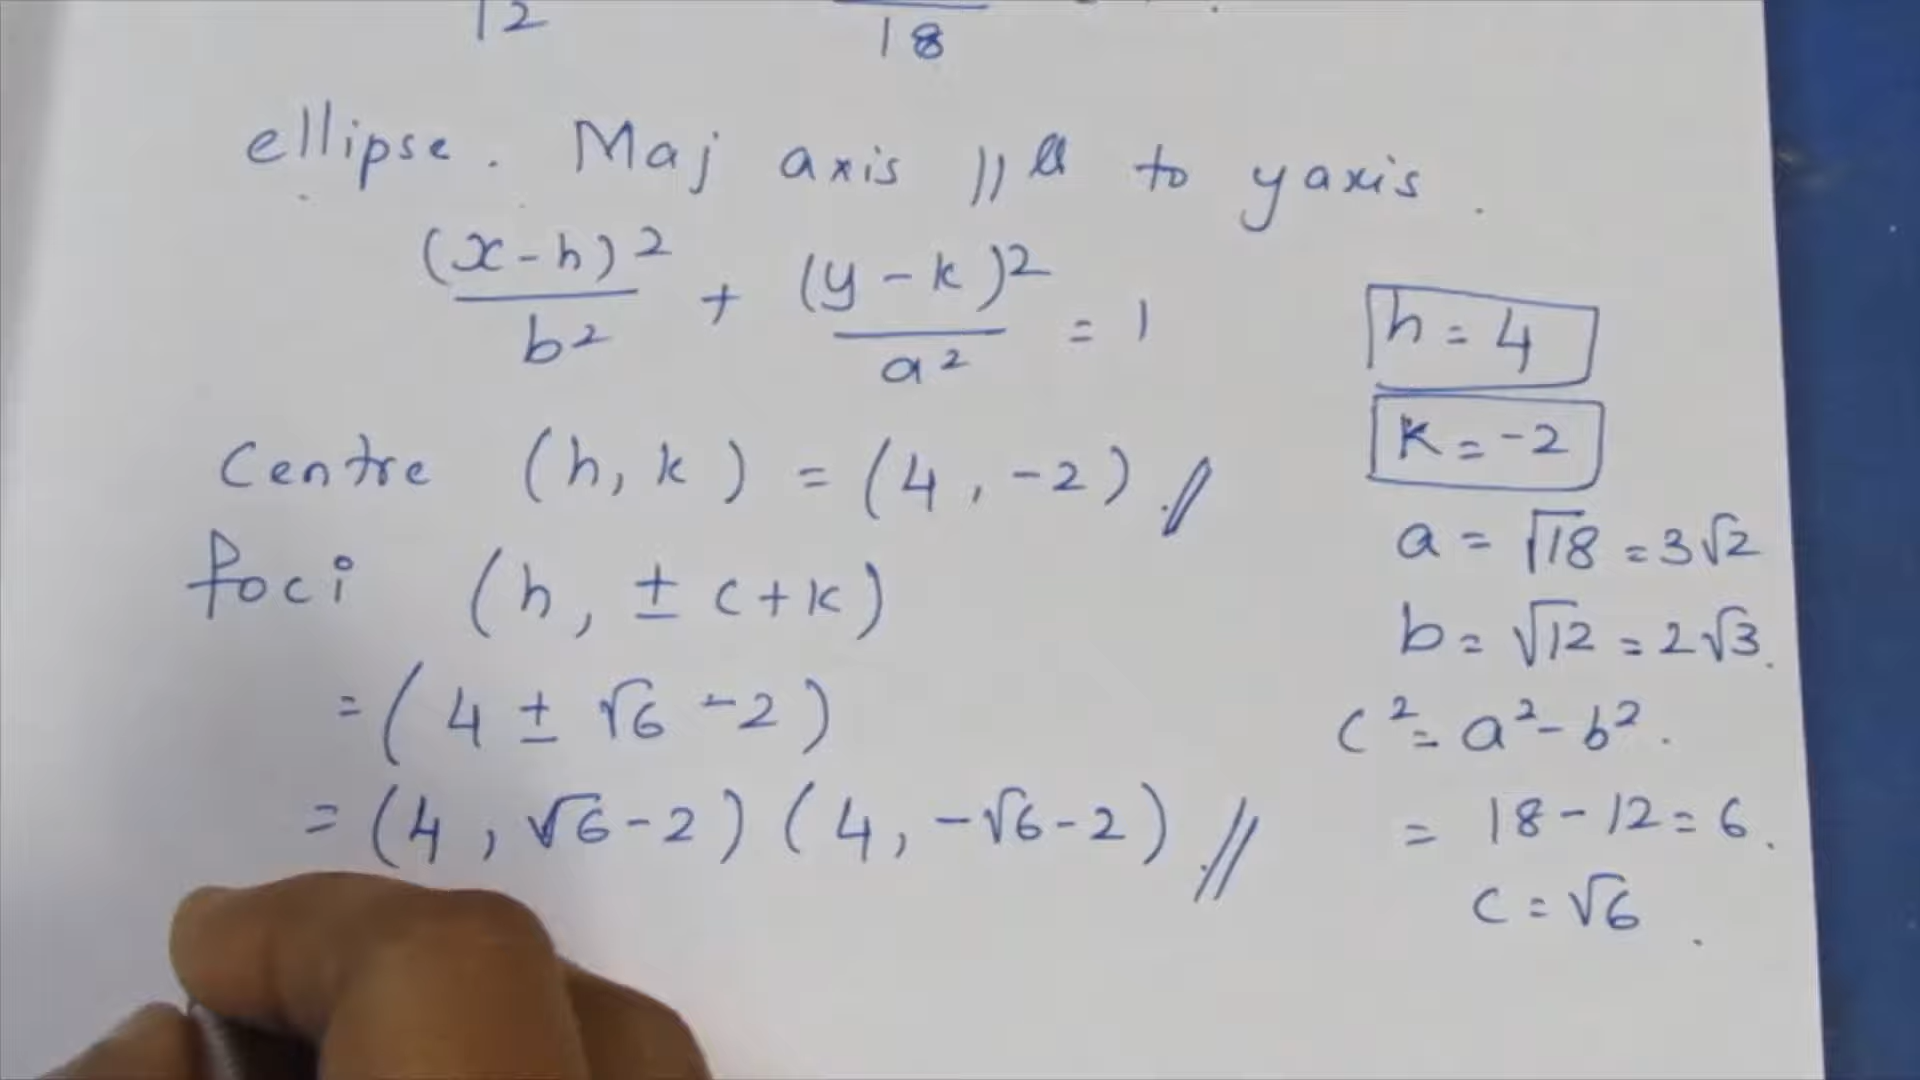 12 18
ellipse. Maj axis ||ll to y axis.
(x-h)²/b² + (y-k)²/a² = 1
h = 4
k = -2
Centre (h, k) = (4, -2) //
a = √18 = 3√2
foci (h, ± c+k)
b = √12 = 2√3.
= (4 ± √6 -2)
c² = a² - b².
= (4, √6-2) (4, -√6-2) //
= 18-12 = 6.
c = √6